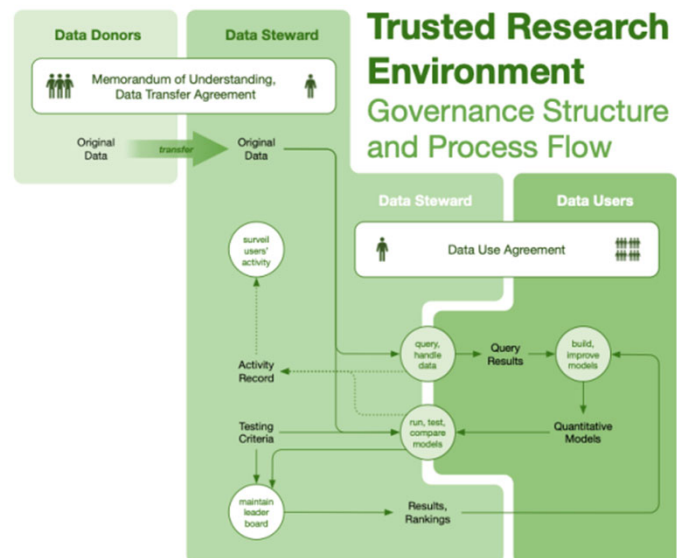 Trusted Research
Environment
Governance Structure
and Process Flow
Data Donors
Data Steward
Memorandum of Understanding,
Data Transfer Agreement
Original
Data
transfer
Original
Data
Data Steward
Data Users
Data Use Agreement
surveil
users'
activity
query,
handle
data
Query
Results
build,
improve
models
Activity
Record
Testing
Criteria
run, test,
compare
models
Quantitative
Models
maintain
leader
board
Results,
Rankings